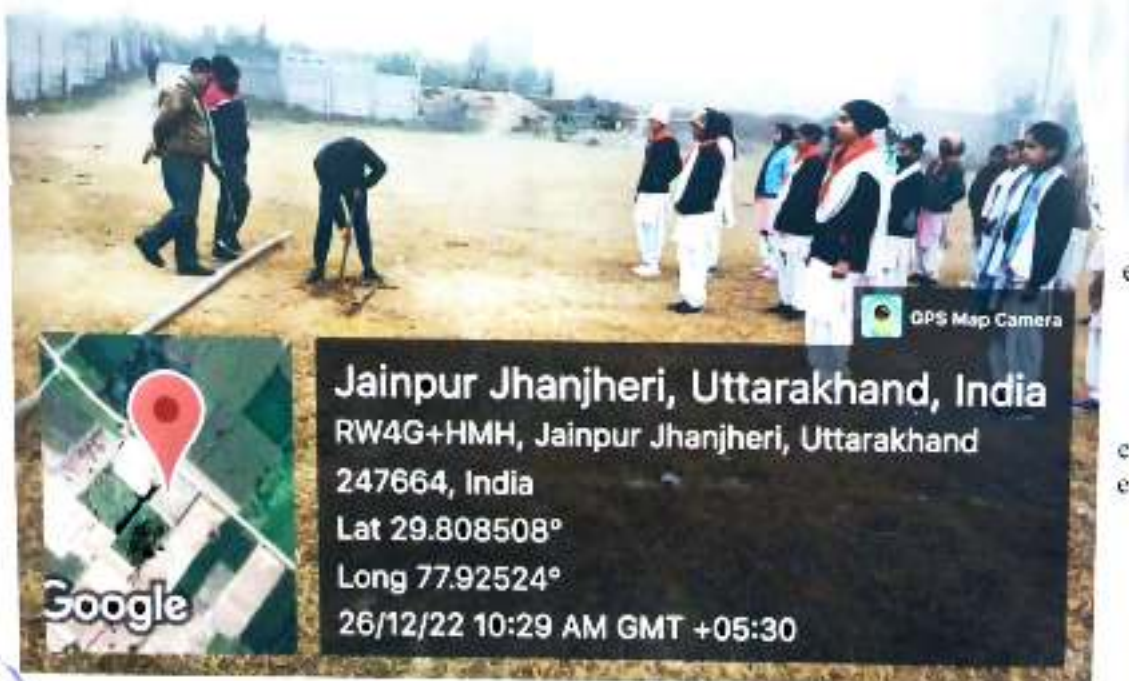 GPS Map Camera
Jainpur Jhanjheri, Uttarakhand, India
RW4G+HMH, Jainpur Jhanjheri, Uttarakhand
247664, India
Lat 29.808508°
Long 77.92524°
26/12/22 10:29 AM GMT +05:30
Google